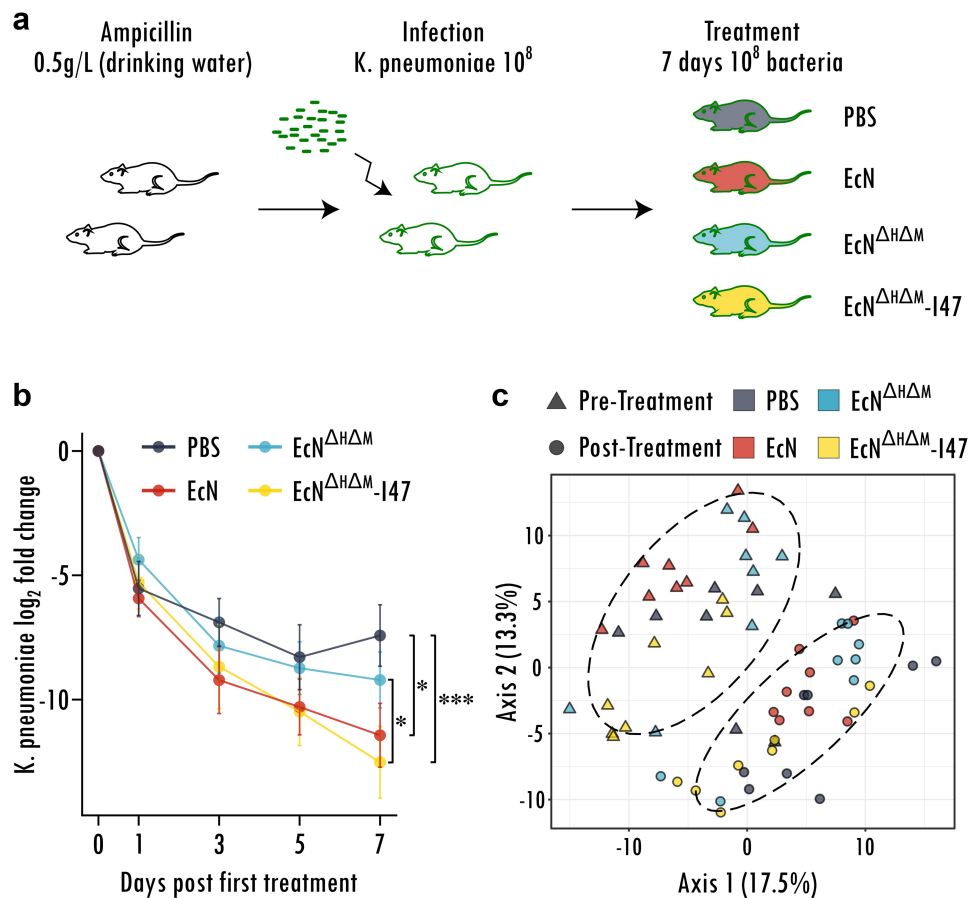 a
Ampicillin
0.5g/L (drinking water)
Infection
K. pneumoniae 10⁸
Treatment
7 days 10⁸ bacteria
PBS
EcN
EcN^ΔHΔM
EcN^ΔHΔM-I47
b
PBS
EcN^ΔHΔM
EcN
EcN^ΔHΔM-I47
K. pneumoniae log₂ fold change
0
-5
-10
*
*
***
0 1 3 5 7
Days post first treatment
c
Pre-Treatment PBS EcN^ΔHΔM
Post-Treatment EcN EcN^ΔHΔM-I47
Axis 2 (13.3%)
10
5
0
-5
-10
-10 0 10
Axis 1 (17.5%)